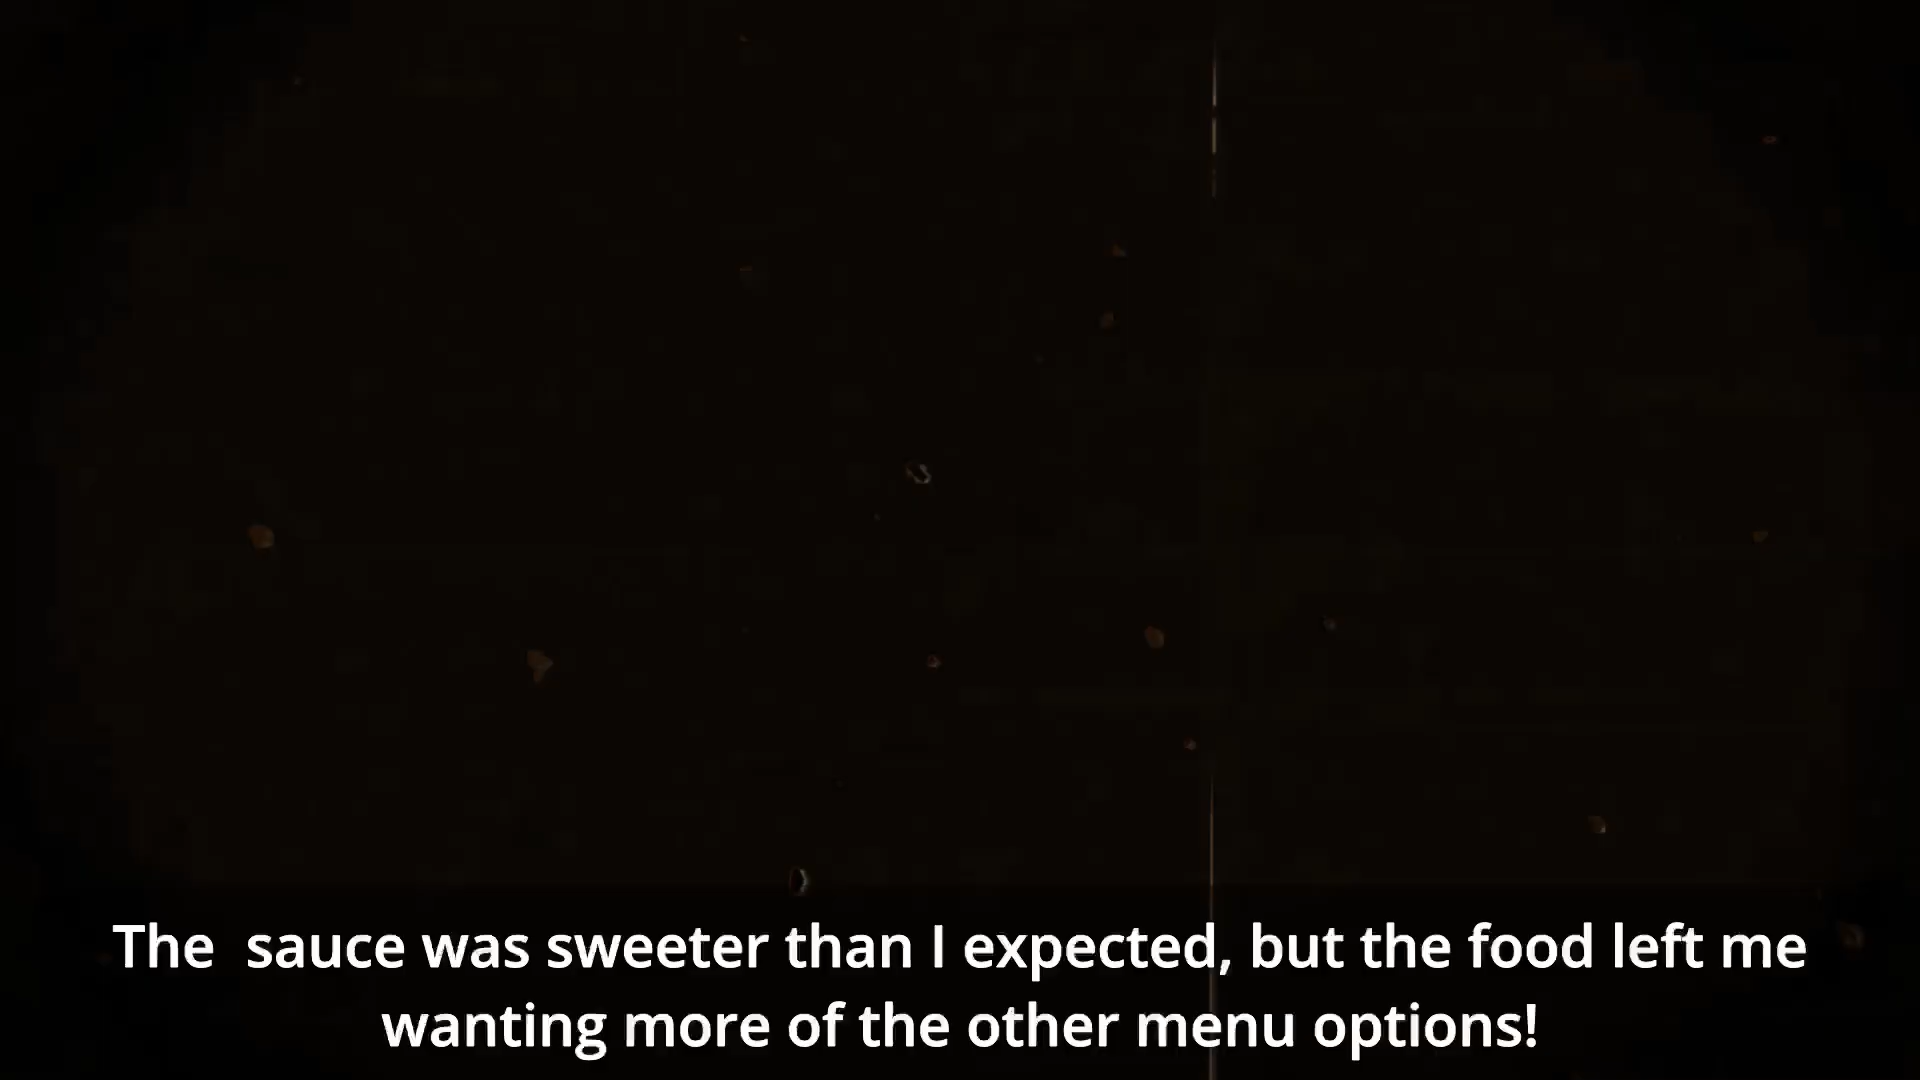 The  sauce was sweeter than I expected, but the food left me
wanting more of the other menu options!